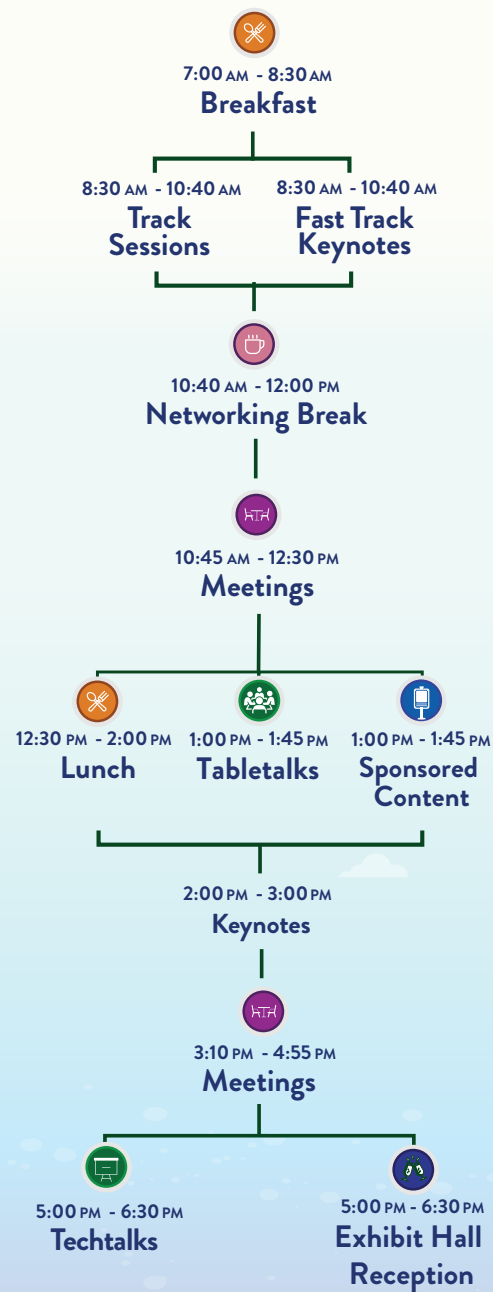 7:00 AM - 8:30 AM
Breakfast
8:30 AM - 10:40 AM
Track
Sessions
8:30 AM - 10:40 AM
Fast Track
Keynotes
10:40 AM - 12:00 PM
Networking Break
10:45 AM - 12:30 PM
Meetings
12:30 PM - 2:00 PM
Lunch
1:00 PM - 1:45 PM
Tabletalks
1:00 PM - 1:45 PM
Sponsored
Content
2:00 PM - 3:00 PM
Keynotes
3:10 PM - 4:55 PM
Meetings
5:00 PM - 6:30 PM
Techtalks
5:00 PM - 6:30 PM
Exhibit Hall
Reception